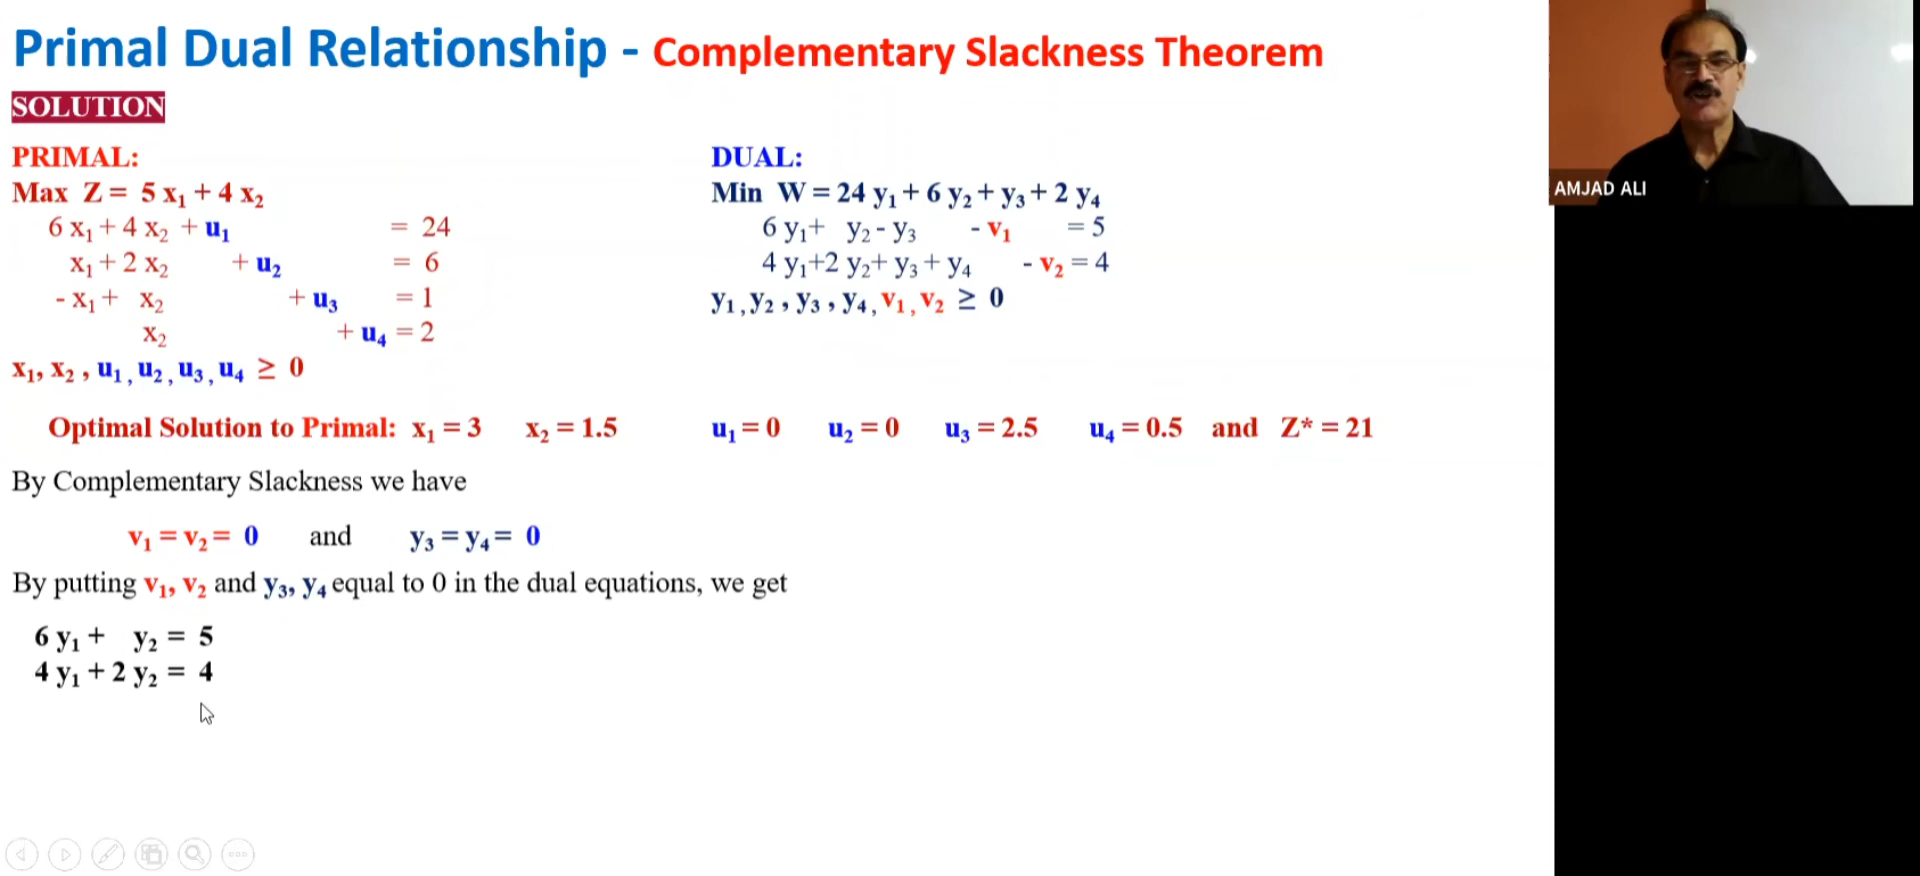 Primal Dual Relationship - Complementary Slackness Theorem
SOLUTION
PRIMAL:
Max Z = 5 x₁ + 4 x₂
6 x₁ + 4 x₂ + u₁ = 24
x₁ + 2 x₂ + u₂ = 6
- x₁ + x₂ + u₃ = 1
x₂ + u₄ = 2
x₁, x₂ , u₁ , u₂ , u₃ , u₄ ≥ 0
DUAL:
Min W = 24 y₁ + 6 y₂ + y₃ + 2 y₄
6 y₁ + y₂ - y₃ - v₁ = 5
4 y₁ +2 y₂ + y₃ + y₄ - v₂ = 4
y₁ , y₂ , y₃ , y₄ , v₁ , v₂ ≥ 0
Optimal Solution to Primal: x₁ = 3 x₂ = 1.5 u₁ = 0 u₂ = 0 u₃ = 2.5 u₄ = 0.5 and Z* = 21
By Complementary Slackness we have
v₁ = v₂ = 0 and y₃ = y₄ = 0
By putting v₁, v₂ and y₃, y₄ equal to 0 in the dual equations, we get
6 y₁ + y₂ = 5
4 y₁ + 2 y₂ = 4
AMJAD ALI